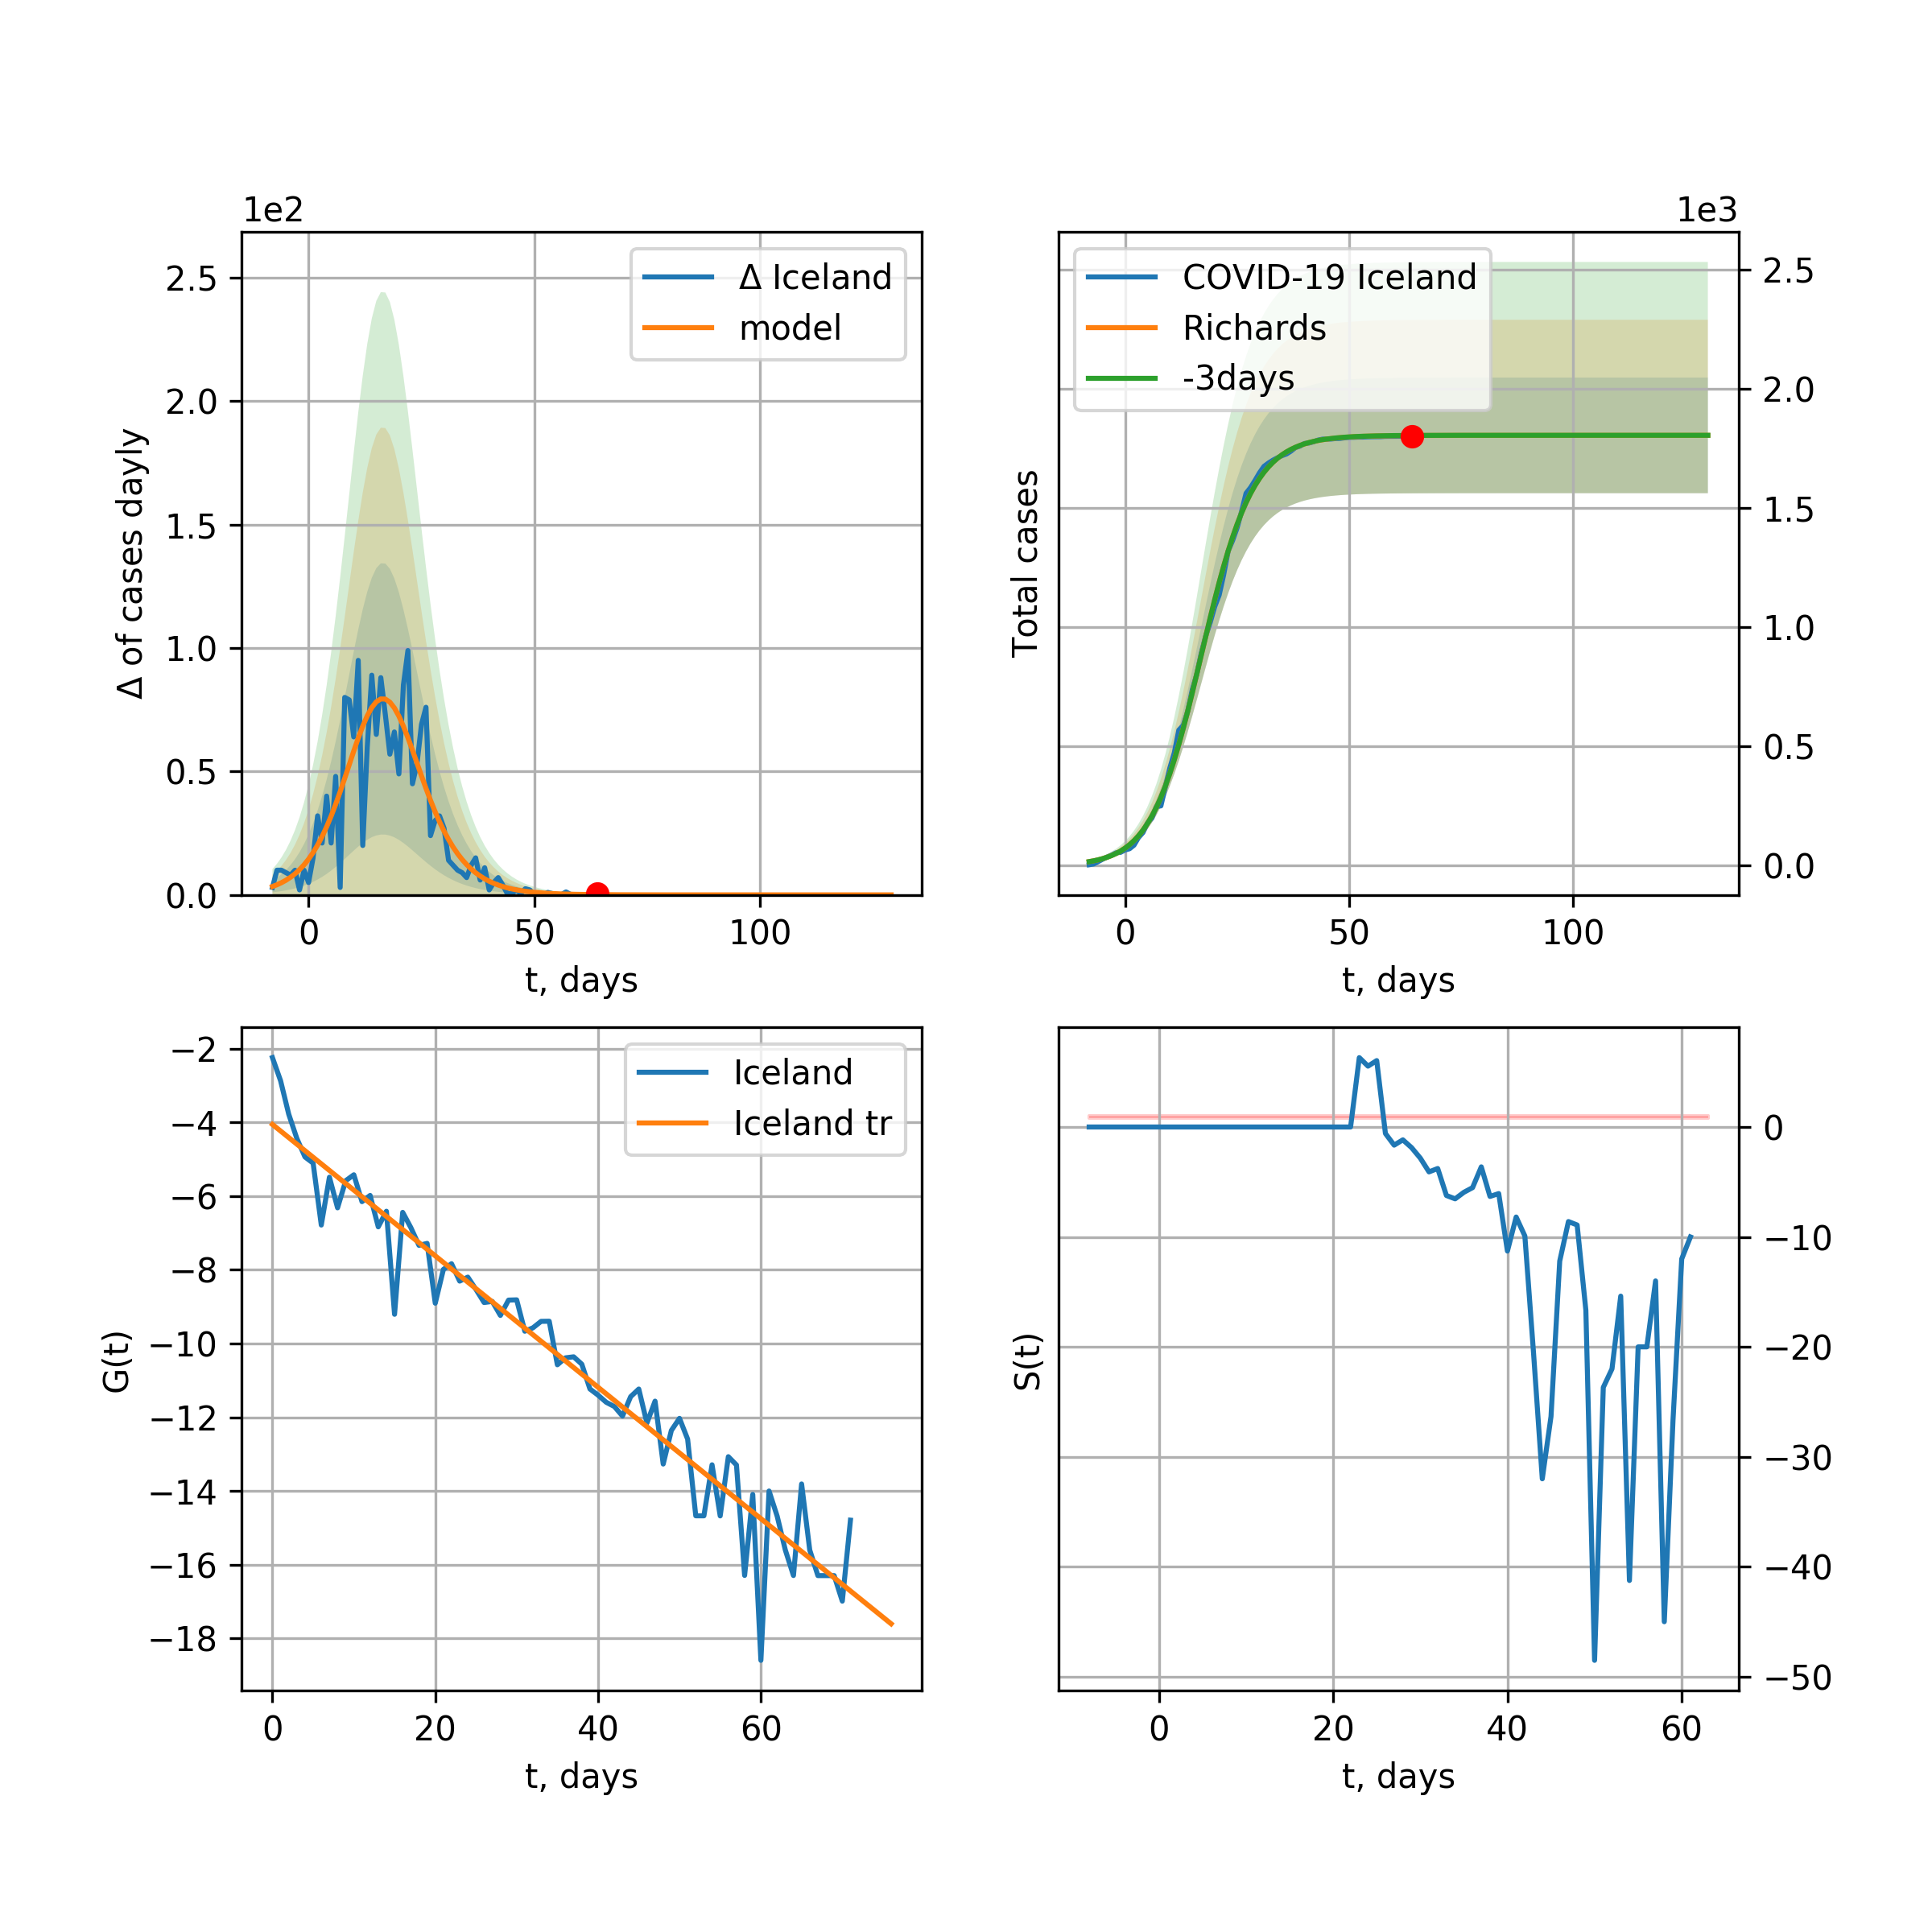 1e2
2.5
2.0
1.5
1.0
0.5
0.0
Δ of cases dayly
Δ Iceland
model
0 50 100
t, days
1e3
2.5
2.0
1.5
1.0
0.5
0.0
Total cases
COVID-19 Iceland
Richards
-3days
0 50 100
t, days
−2
−4
−6
−8
−10
−12
−14
−16
−18
G(t)
Iceland
Iceland tr
0 20 40 60
t, days
0
−10
−20
−30
−40
−50
S(t)
0 20 40 60
t, days